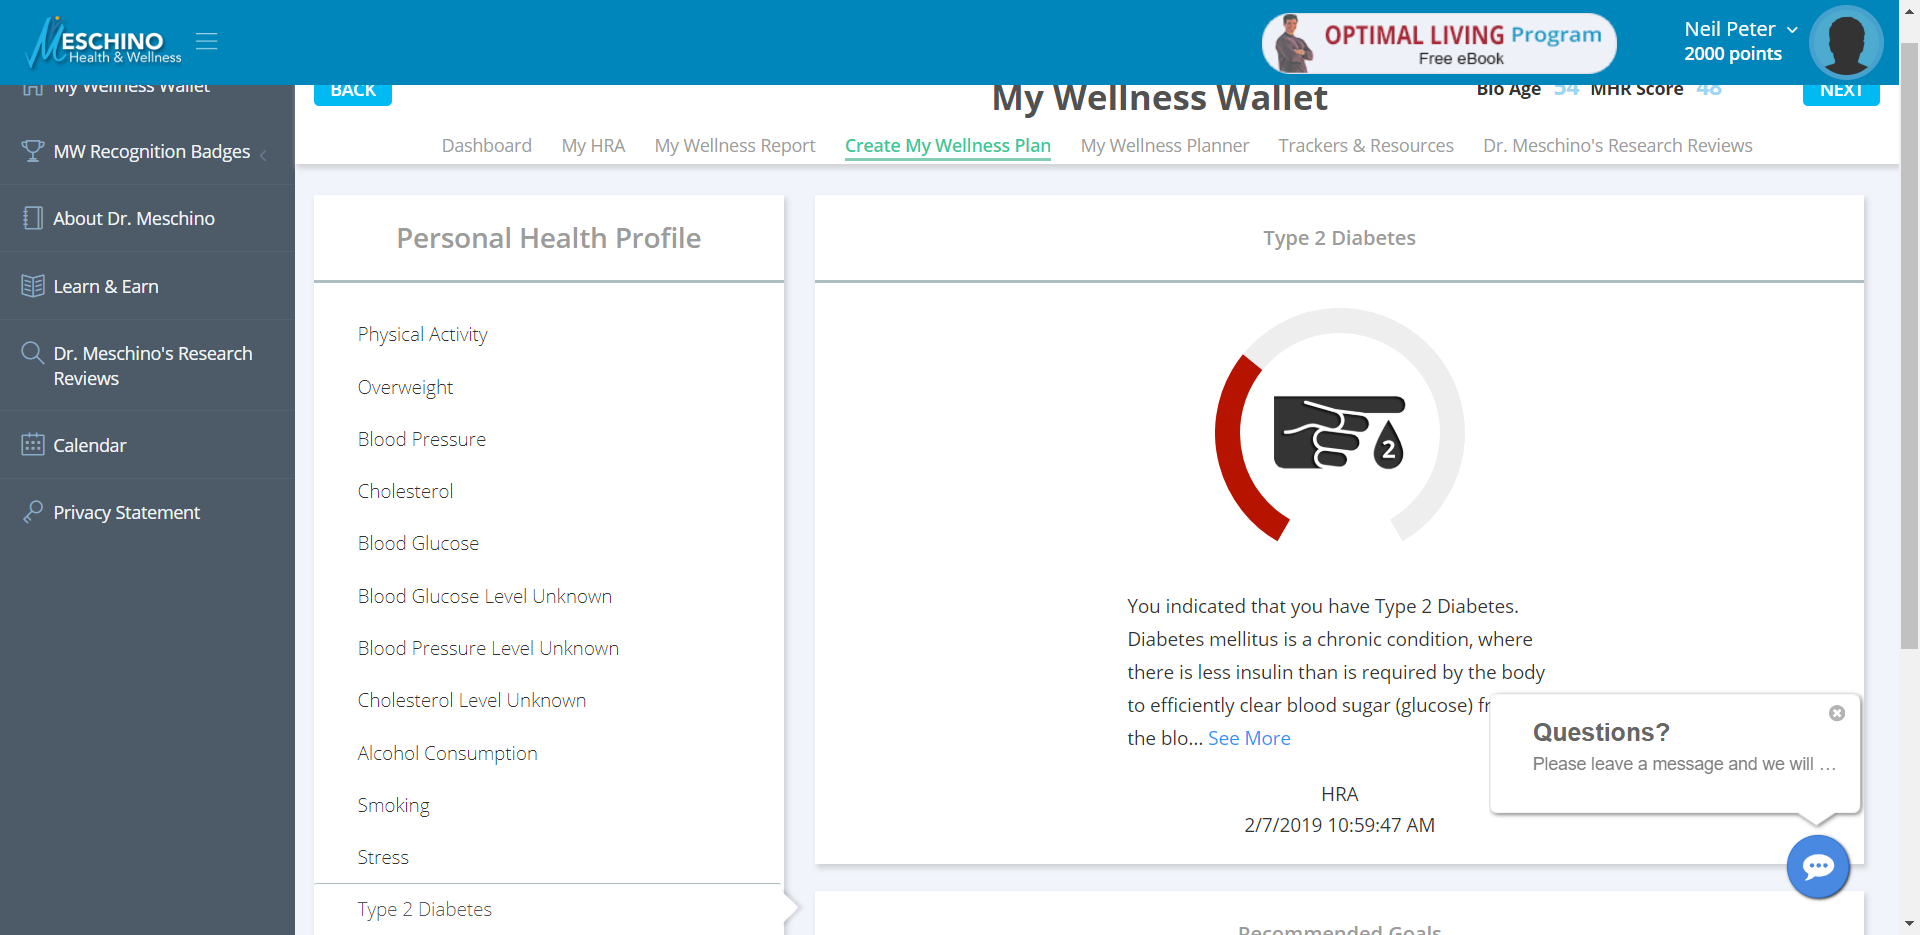 MESCHINO
Health & Wellness
OPTIMAL LIVING Program
Free eBook
Neil Peter
2000 points
My Wellness Wallet
MW Recognition Badges
About Dr. Meschino
Learn & Earn
Dr. Meschino's Research
Reviews
Calendar
Privacy Statement
BACK
My Wellness Wallet
Bio Age 54 MHR Score 48
NEXT
Dashboard My HRA My Wellness Report Create My Wellness Plan My Wellness Planner Trackers & Resources Dr. Meschino's Research Reviews
Personal Health Profile
Physical Activity
Overweight
Blood Pressure
Cholesterol
Blood Glucose
Blood Glucose Level Unknown
Blood Pressure Level Unknown
Cholesterol Level Unknown
Alcohol Consumption
Smoking
Stress
Type 2 Diabetes
Type 2 Diabetes
2
You indicated that you have Type 2 Diabetes.
Diabetes mellitus is a chronic condition, where
there is less insulin than is required by the body
to efficiently clear blood sugar (glucose) fr
the blo... See More
HRA
2/7/2019 10:59:47 AM
Questions?
Please leave a message and we will ...
Recommended Goals